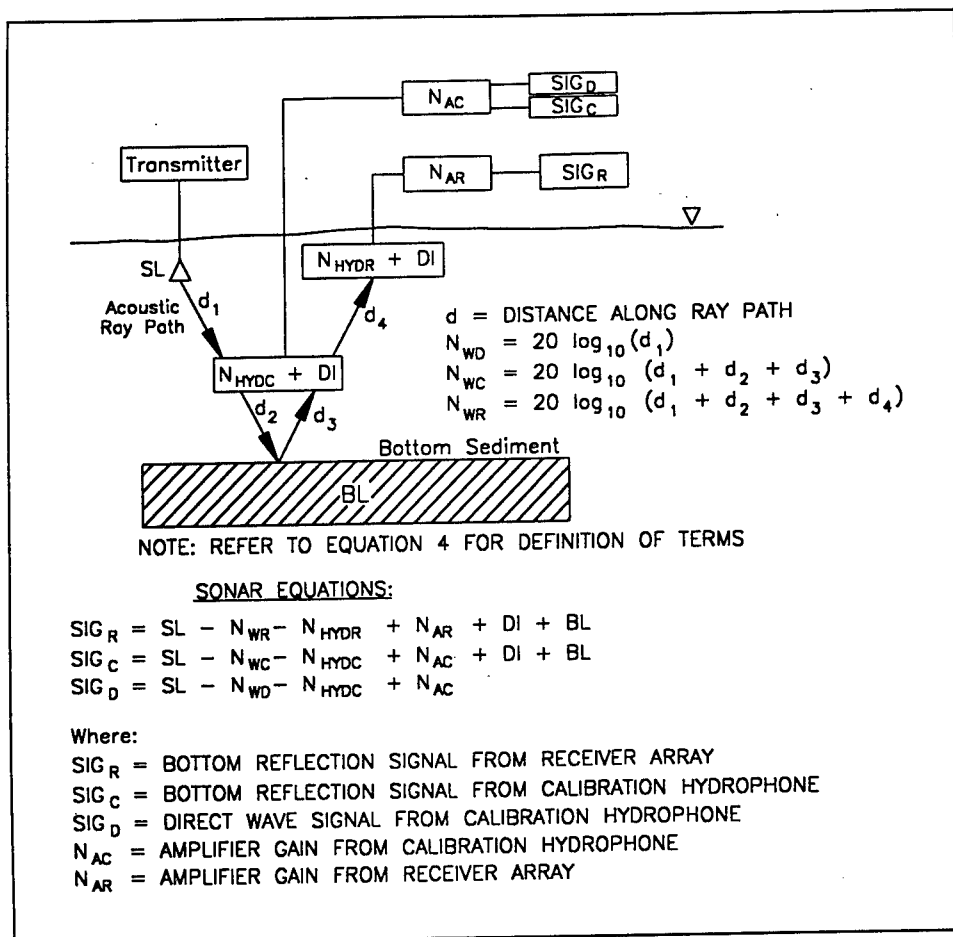 SIG_D
N_AC
SIG_C
Transmitter
N_AR
SIG_R
N_HYDR + DI
SL
d_1
Acoustic
Ray Path
d_4
d = DISTANCE ALONG RAY PATH
N_WD = 20 log_10 (d_1)
N_HYDC + DI
N_WC = 20 log_10 (d_1 + d_2 + d_3)
d_2
d_3
N_WR = 20 log_10 (d_1 + d_2 + d_3 + d_4)
Bottom Sediment
BL
NOTE: REFER TO EQUATION 4 FOR DEFINITION OF TERMS
SONAR EQUATIONS:
SIG_R = SL - N_WR - N_HYDR + N_AR + DI + BL
SIG_C = SL - N_WC - N_HYDC + N_AC + DI + BL
SIG_D = SL - N_WD - N_HYDC + N_AC
Where:
SIG_R = BOTTOM REFLECTION SIGNAL FROM RECEIVER ARRAY
SIG_C = BOTTOM REFLECTION SIGNAL FROM CALIBRATION HYDROPHONE
SIG_D = DIRECT WAVE SIGNAL FROM CALIBRATION HYDROPHONE
N_AC = AMPLIFIER GAIN FROM CALIBRATION HYDROPHONE
N_AR = AMPLIFIER GAIN FROM RECEIVER ARRAY